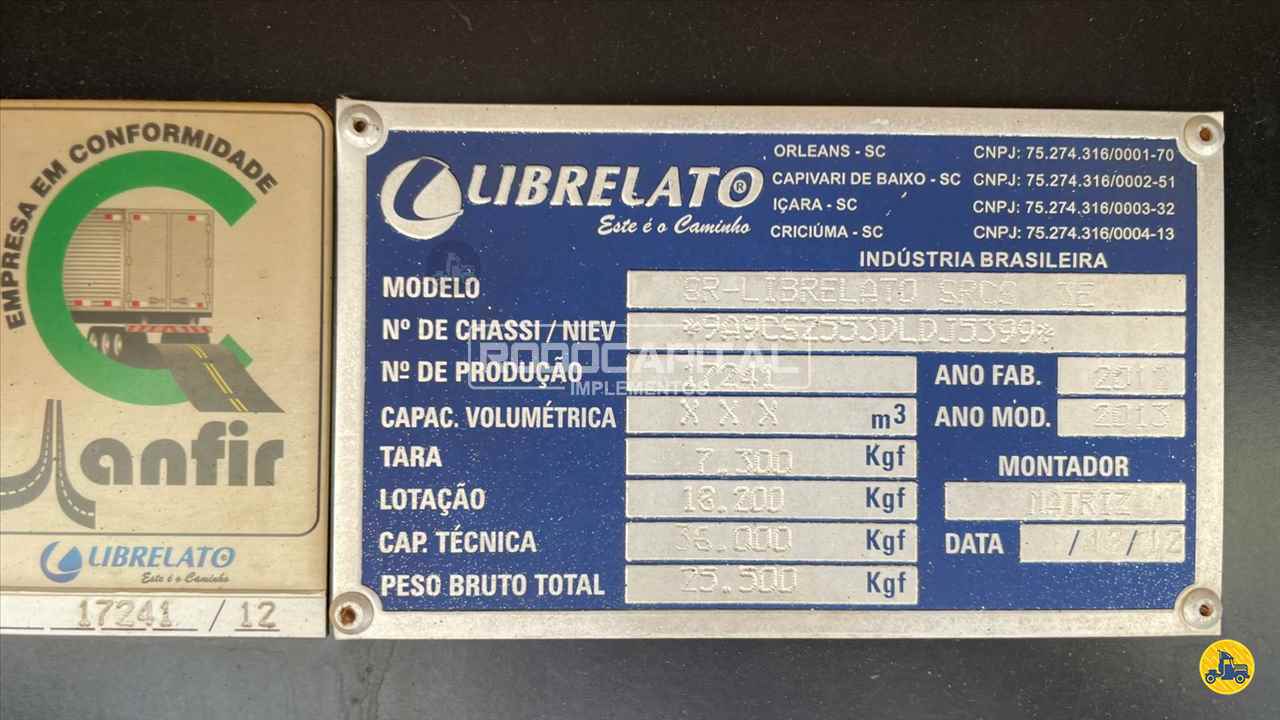 EMPRESA EM CONFORMIDADE
anfir
LIBRELATO
Este é o Caminho
17241 / 12
LIBRELATO®
Este é o Caminho
ORLEANS - SC CNPJ: 75.274.316/0001-70
CAPIVARI DE BAIXO - SC CNPJ: 75.274.316/0002-51
IÇARA - SC CNPJ: 75.274.316/0003-32
CRICIÚMA - SC CNPJ: 75.274.316/0004-13
INDÚSTRIA BRASILEIRA
MODELO SR-LIBRELATO SRCS 3E
Nº DE CHASSI / NIEV *9A9CS2553DLDJ5399*
RODOCAPITAL
IMPLEMENTOS
Nº DE PRODUÇÃO 17241 ANO FAB. 2012
CAPAC. VOLUMÉTRICA X X X m³ ANO MOD. 2013
TARA 7.300 Kgf MONTADOR
LOTAÇÃO 18.200 Kgf MATRIZ
CAP. TÉCNICA 36.000 Kgf DATA /12/12
PESO BRUTO TOTAL 25.500 Kgf